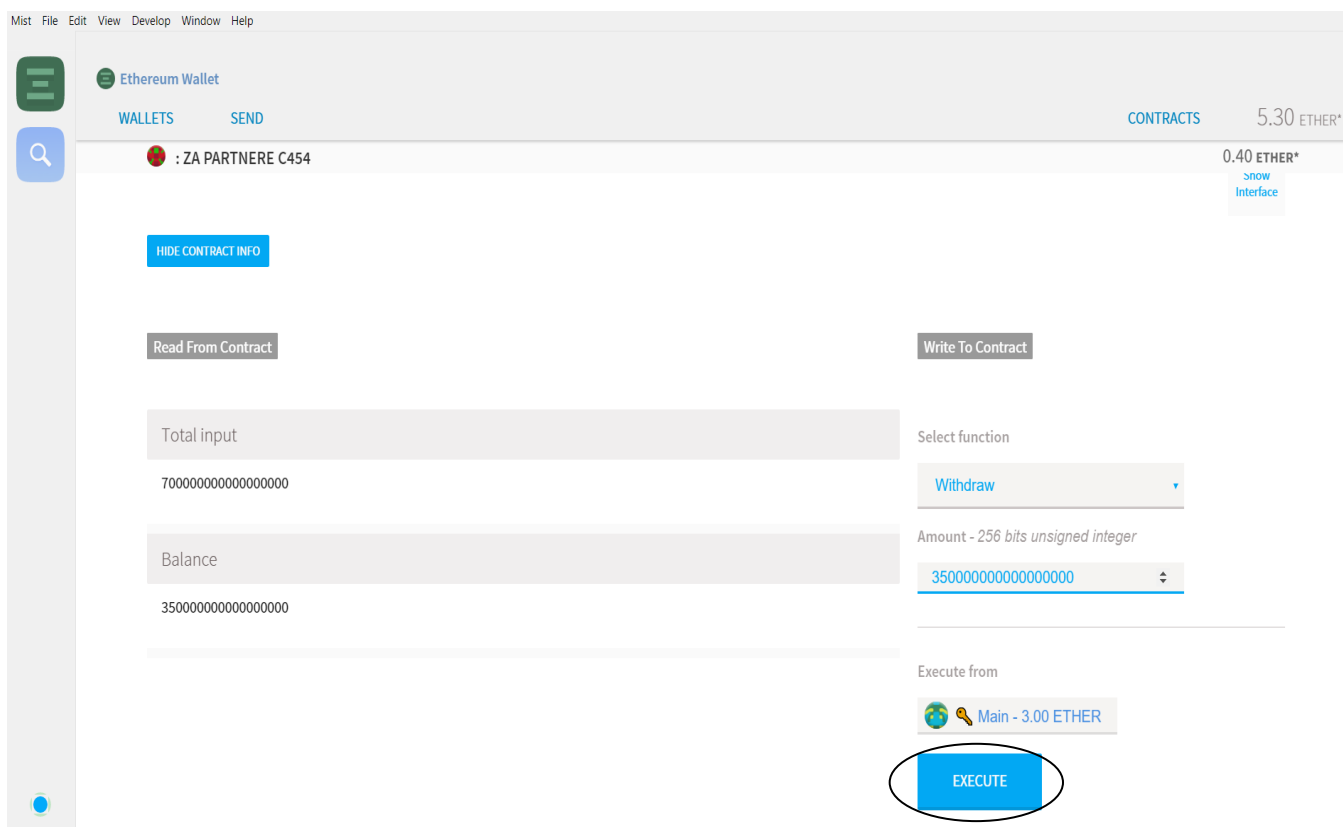 Mist File Edit View Develop Window Help
Ethereum Wallet
WALLETS SEND CONTRACTS 5.30 ETHER*
: ZA PARTNERE C454 0.40 ETHER*
Show
Interface
HIDE CONTRACT INFO
Read From Contract
Total input
700000000000000000
Balance
350000000000000000
Write To Contract
Select function
Withdraw
Amount - 256 bits unsigned integer
350000000000000000
Execute from
Main - 3.00 ETHER
EXECUTE